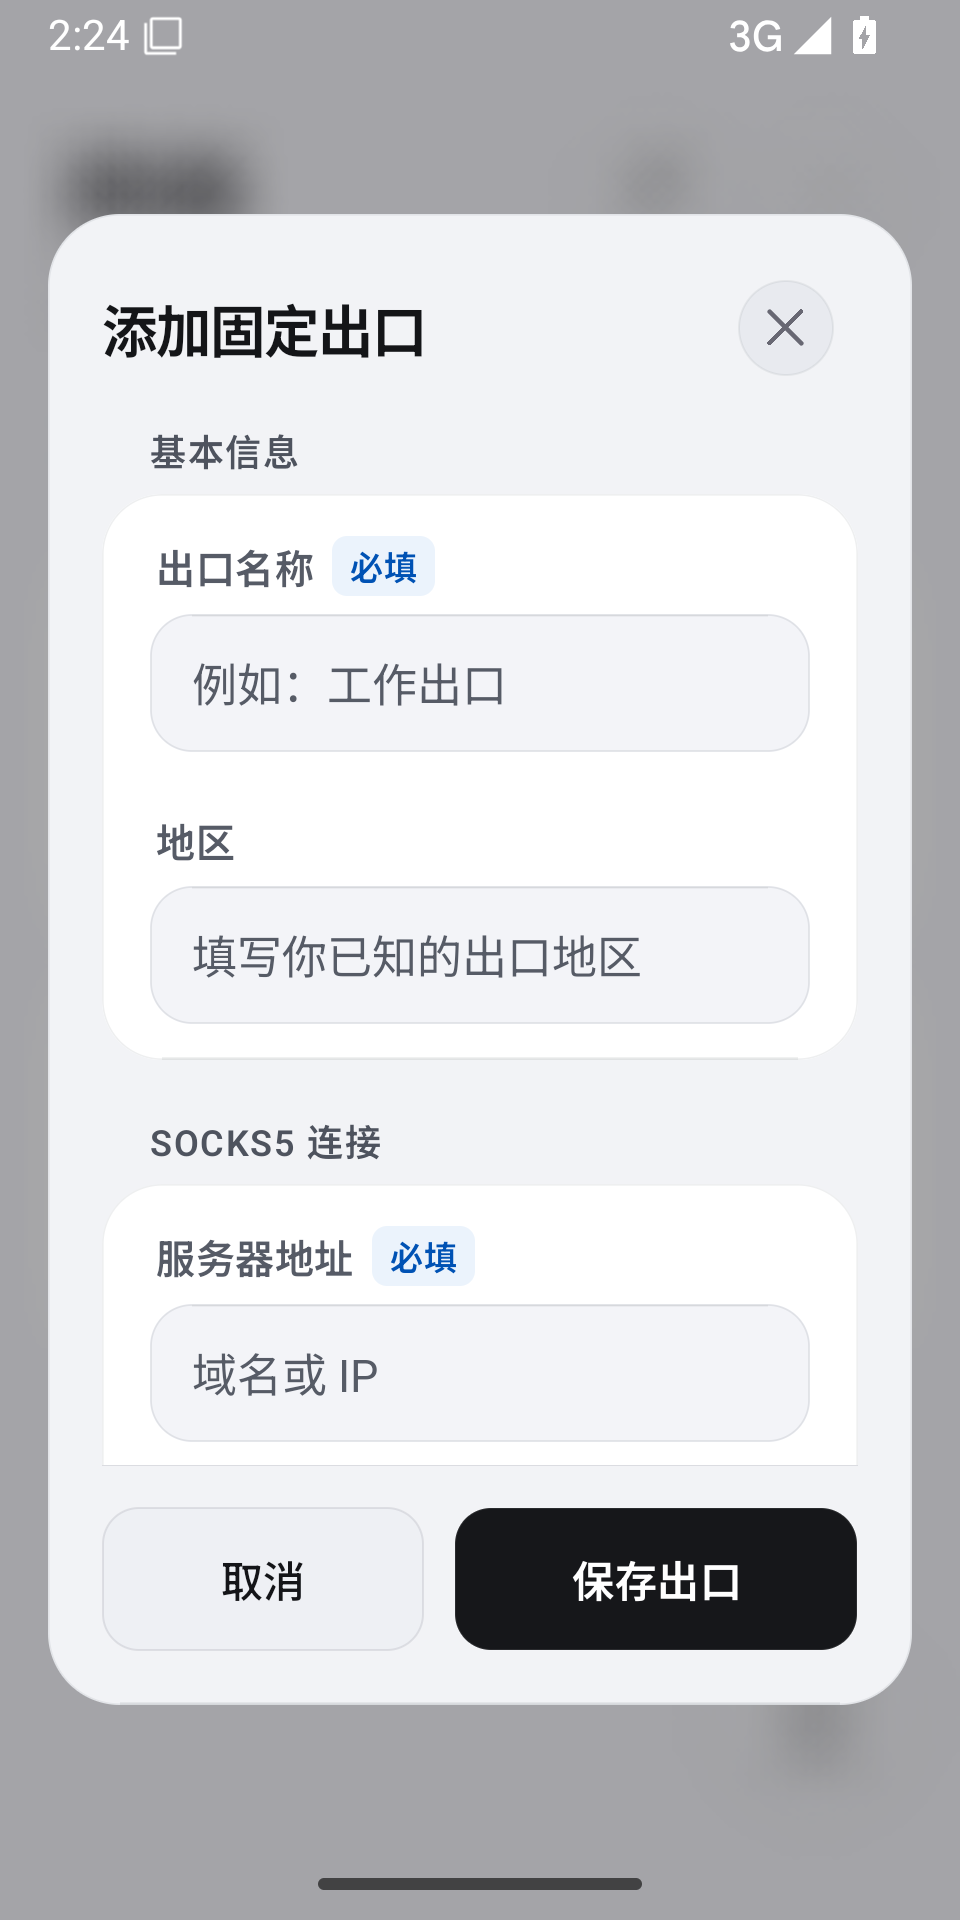 2:24
3G
添加固定出口
基本信息
出口名称 必填
例如：工作出口
地区
填写你已知的出口地区
SOCKS5 连接
服务器地址 必填
域名或 IP
取消
保存出口